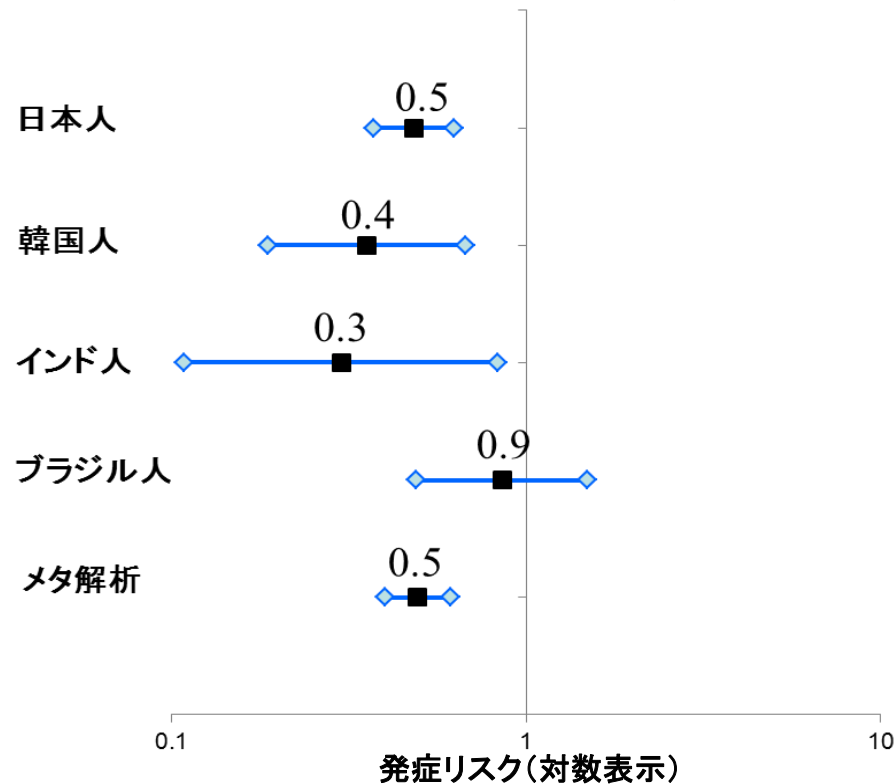 0.5
日本人
0.4
韓国人
0.3
インド人
0.9
ブラジル人
0.5
メタ解析
0.1 1 10
発症リスク（対数表示）